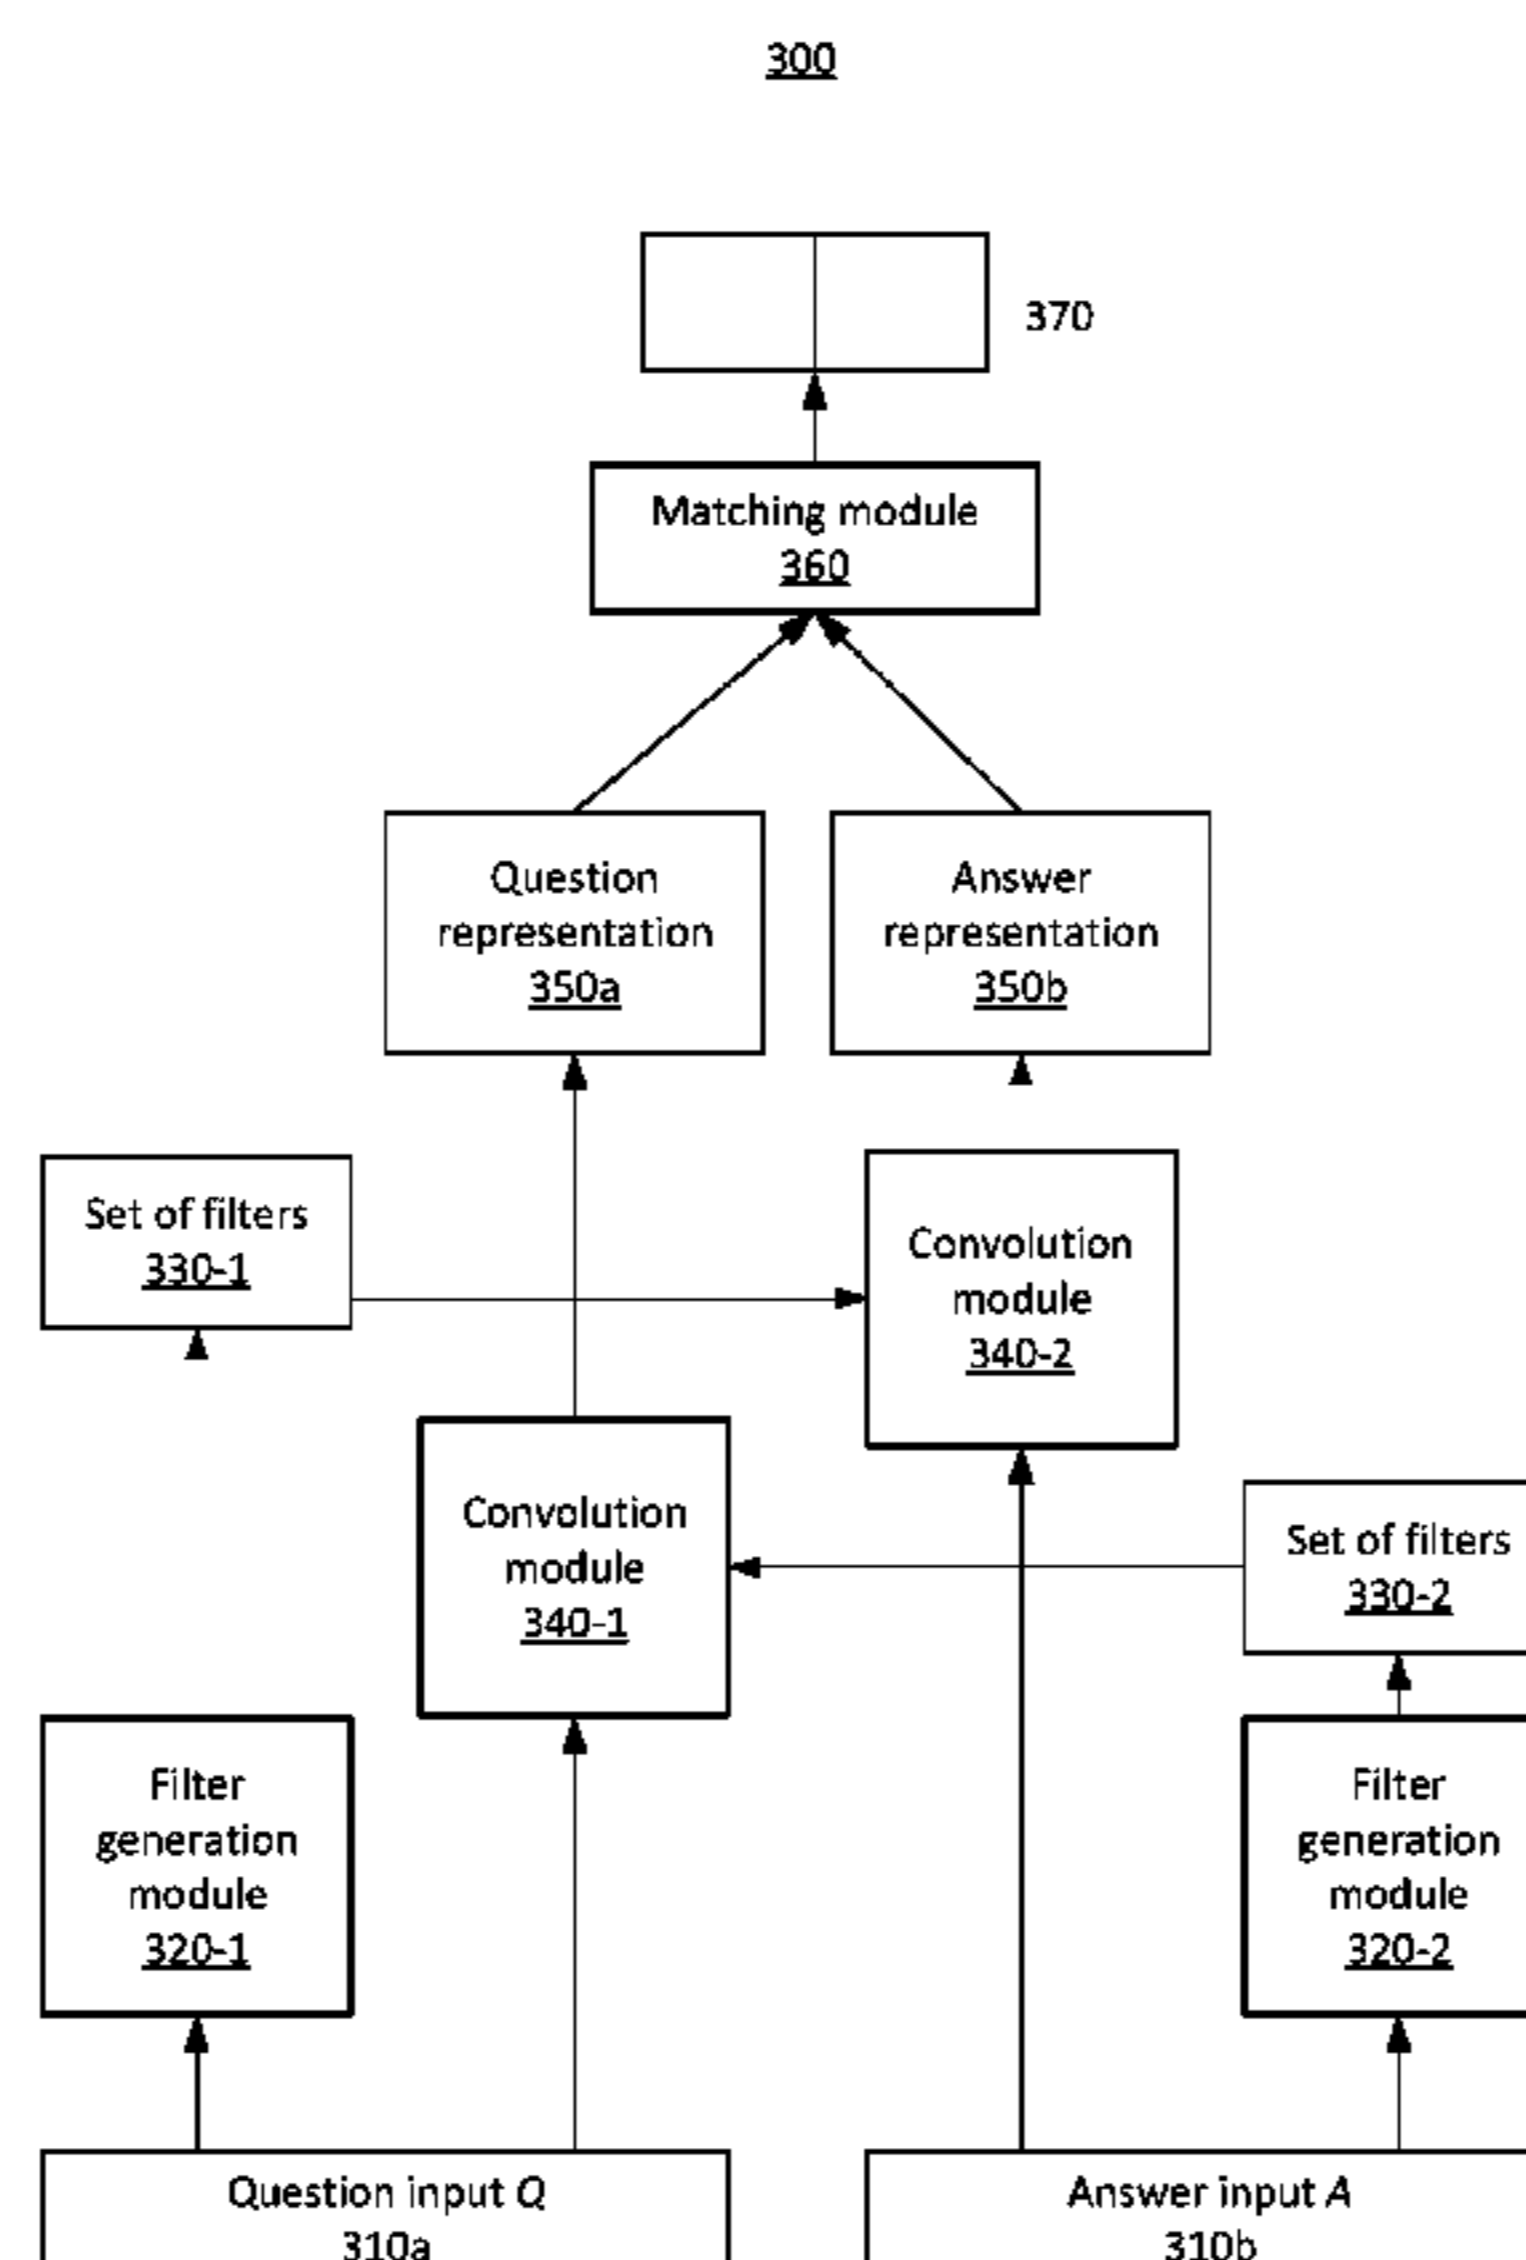 300
370
Matching module
360
Question
representation
350a
Answer
representation
350b
Set of filters
330-1
Convolution
module
340-2
Convolution
module
340-1
Set of filters
330-2
Filter
generation
module
320-1
Filter
generation
module
320-2
Question input Q
310a
Answer input A
310b